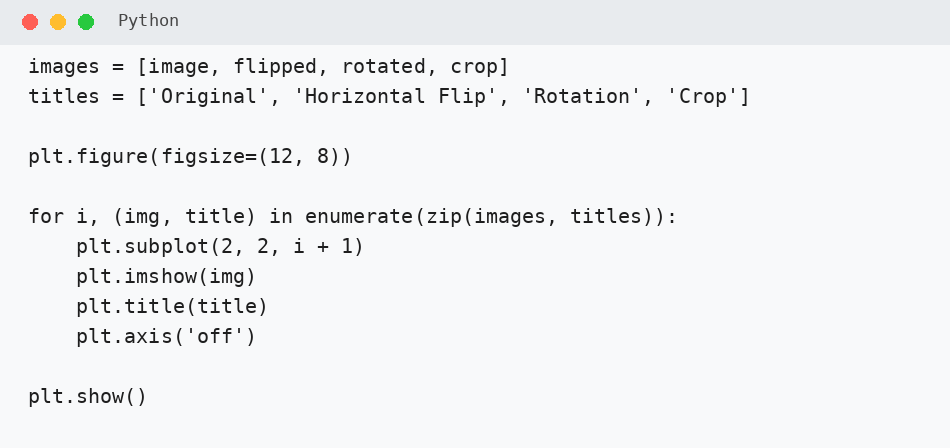 Python
images = [image, flipped, rotated, crop]
titles = ['Original', 'Horizontal Flip', 'Rotation', 'Crop']
plt.figure(figsize=(12, 8))
for i, (img, title) in enumerate(zip(images, titles)):
    plt.subplot(2, 2, i + 1)
    plt.imshow(img)
    plt.title(title)
    plt.axis('off')
plt.show()